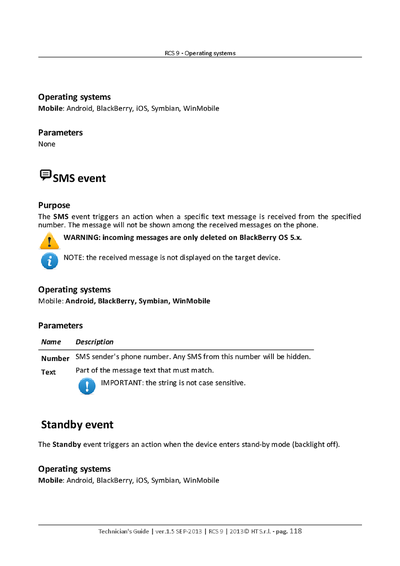 RCS 9 - Operating systems
Operating systems
Mobile: Android, BlackBerry, iOS, Symbian, WinMobile
Parameters
None
SMS event
Purpose
The SMS event triggers an action when a specific text message is received from the specified
number. The message will not be shown among the received messages on the phone.
WARNING: incoming messages are only deleted on BlackBerry OS 5.x.
NOTE: the received message is not displayed on the target device.
Operating systems
Mobile: Android, BlackBerry, Symbian, WinMobile
Parameters
Name Description
Number SMS sender's phone number. Any SMS from this number will be hidden.
Text Part of the message text that must match.
IMPORTANT: the string is not case sensitive.
Standby event
The Standby event triggers an action when the device enters stand-by mode (backlight off).
Operating systems
Mobile: Android, BlackBerry, iOS, Symbian, WinMobile
Technician's Guide | ver.1.5 SEP-2013 | RCS 9 | 2013© HT S.r.l. - pag. 118